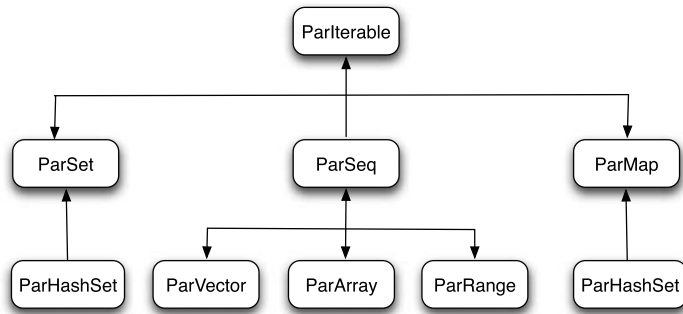 ParIterable
ParSet
ParSeq
ParMap
ParHashSet
ParVector
ParArray
ParRange
ParHashSet